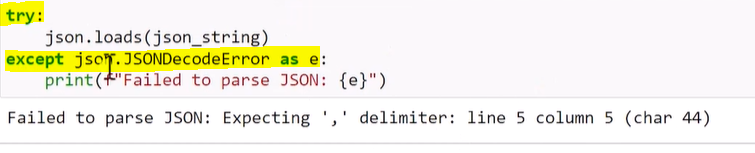 try:
    json.loads(json_string)
except json.JSONDecodeError as e:
    print(f"Failed to parse JSON: {e}")
Failed to parse JSON: Expecting ',' delimiter: line 5 column 5 (char 44)